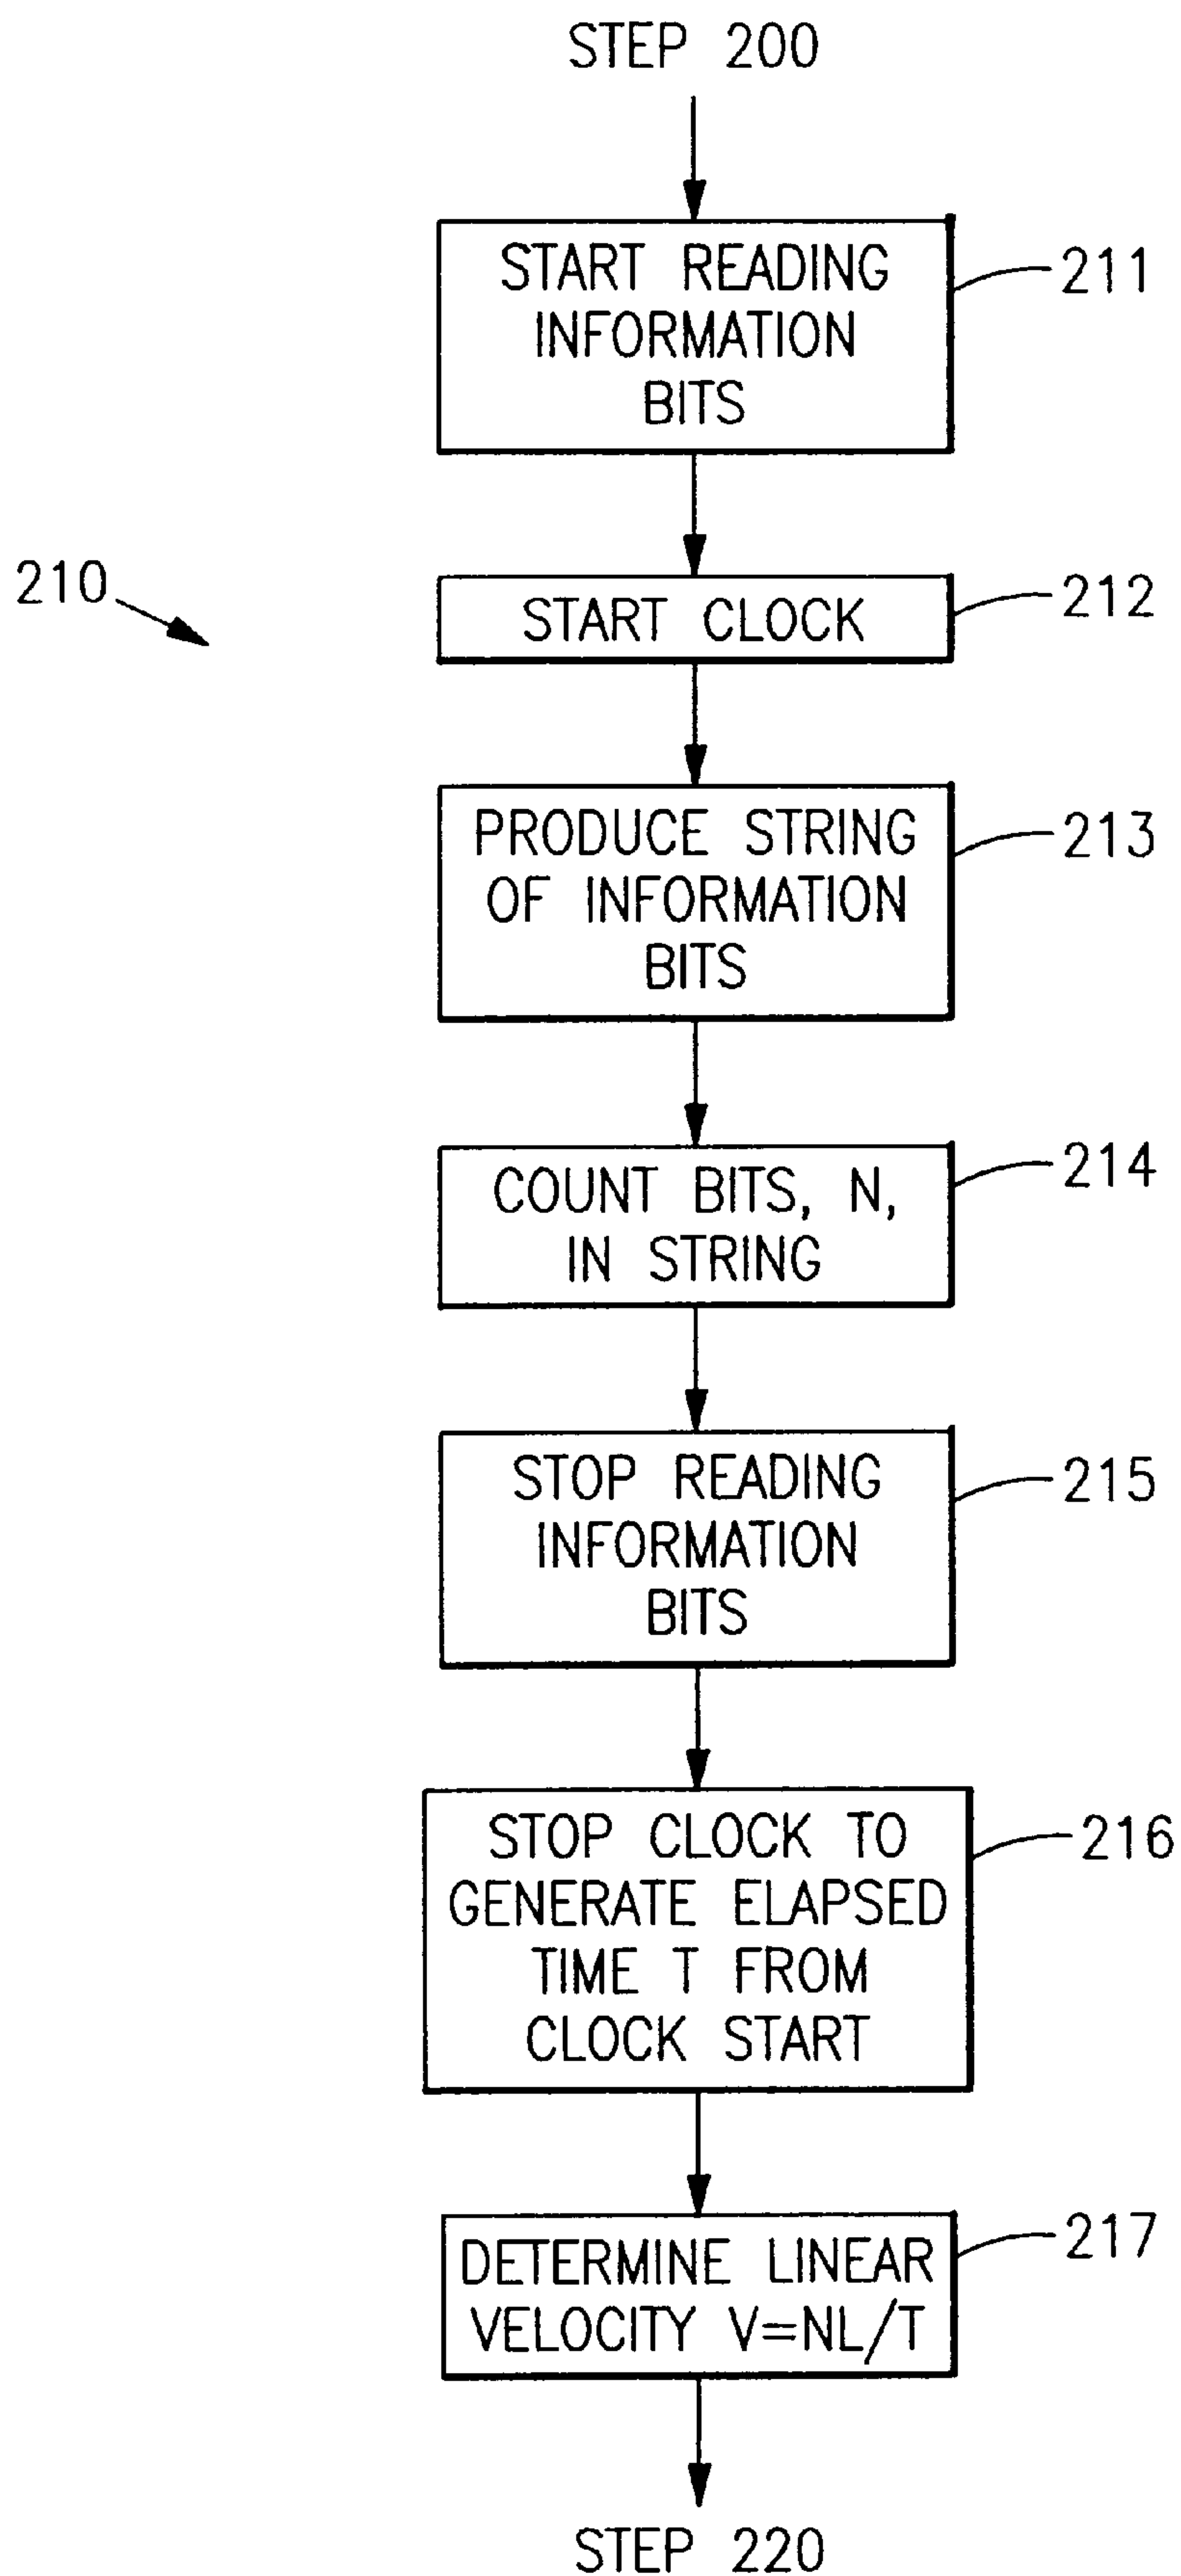 STEP 200
START READING
INFORMATION
BITS
211
210
START CLOCK
212
PRODUCE STRING
OF INFORMATION
BITS
213
COUNT BITS, N,
IN STRING
214
STOP READING
INFORMATION
BITS
215
STOP CLOCK TO
GENERATE ELAPSED
TIME T FROM
CLOCK START
216
DETERMINE LINEAR
VELOCITY V=NL/T
217
STEP 220